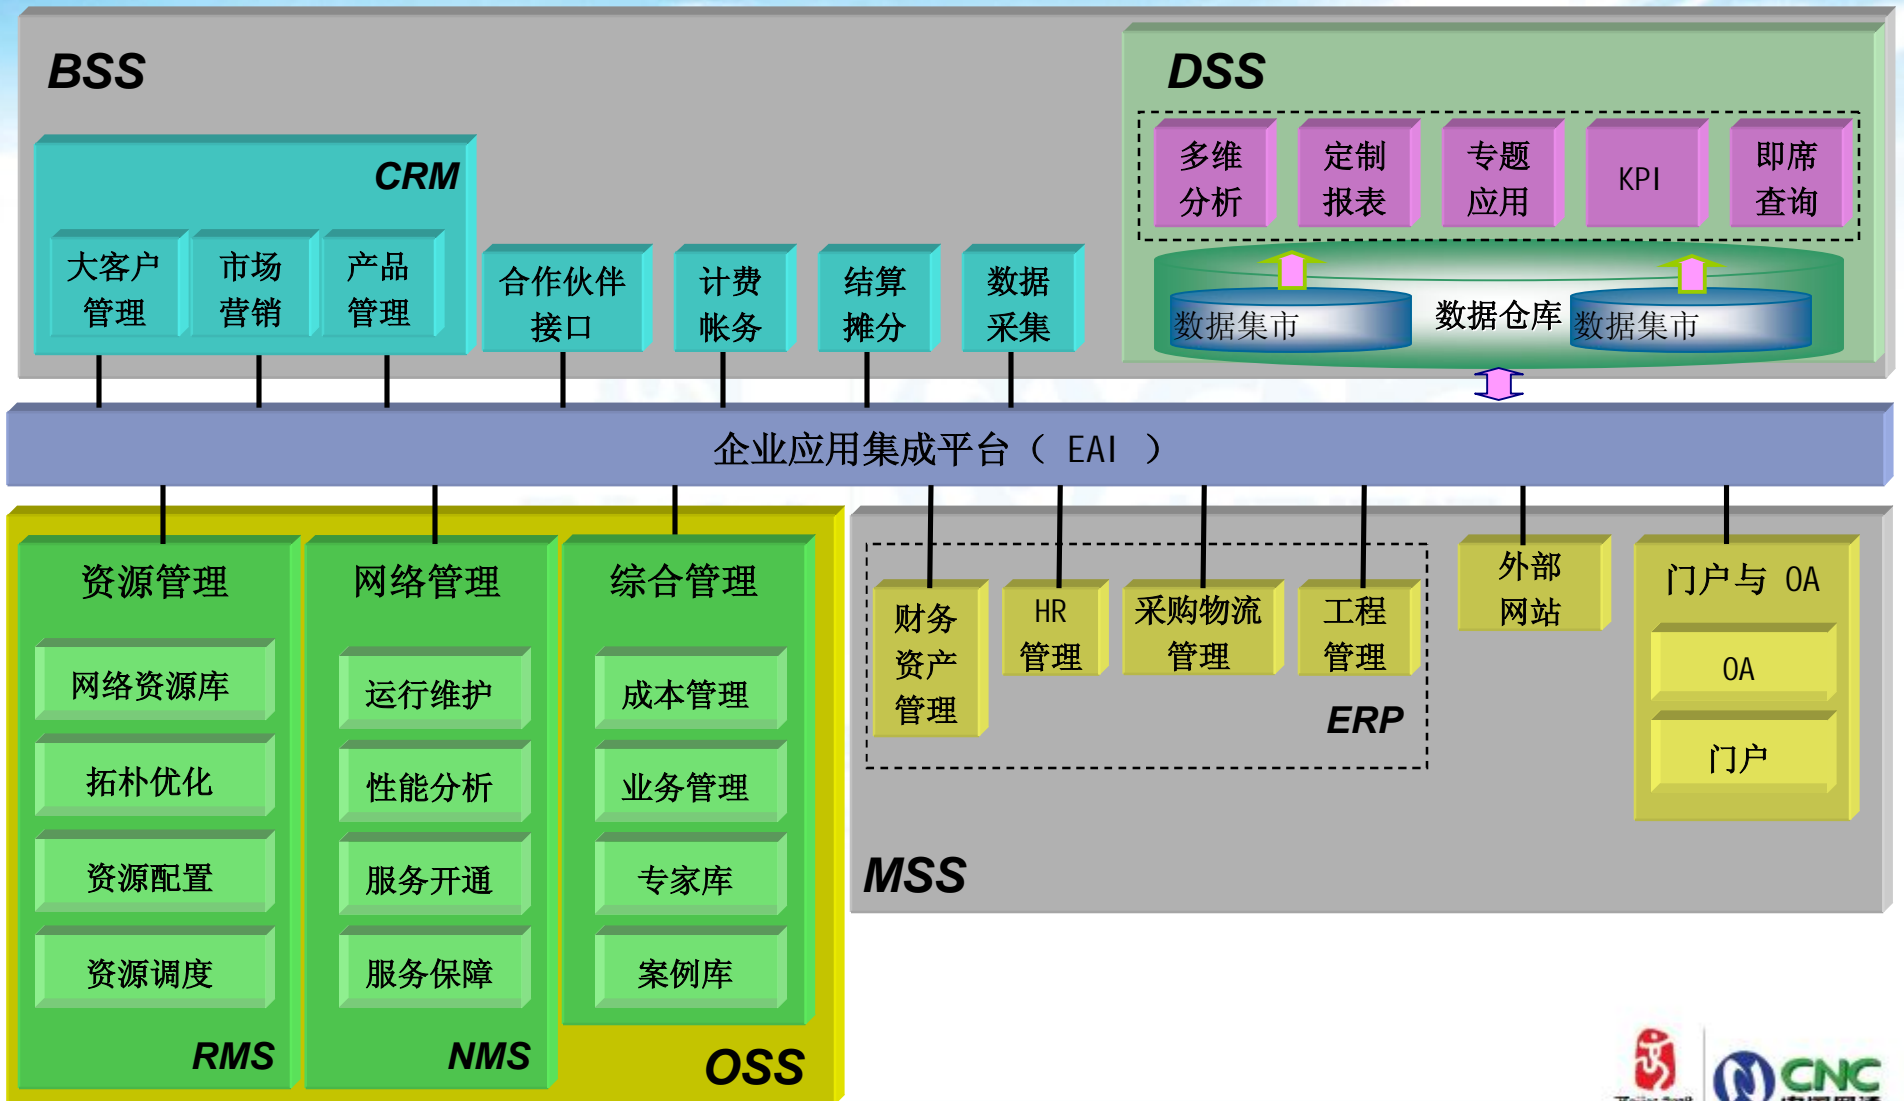 BSS
DSS
CRM
大客户
管理
市场
营销
产品
管理
合作伙伴
接口
计费
帐务
结算
摊分
数据
采集
多维
分析
定制
报表
专题
应用
KPI
即席
查询
数据集市
数据仓库
数据集市
企业应用集成平台（ EAI ）
资源管理
网络资源库
拓朴优化
资源配置
资源调度
RMS
网络管理
运行维护
性能分析
服务开通
服务保障
NMS
综合管理
成本管理
业务管理
专家库
案例库
OSS
财务
资产
管理
HR
管理
采购物流
管理
工程
管理
ERP
外部
网站
门户与 OA
OA
门户
MSS
CNC